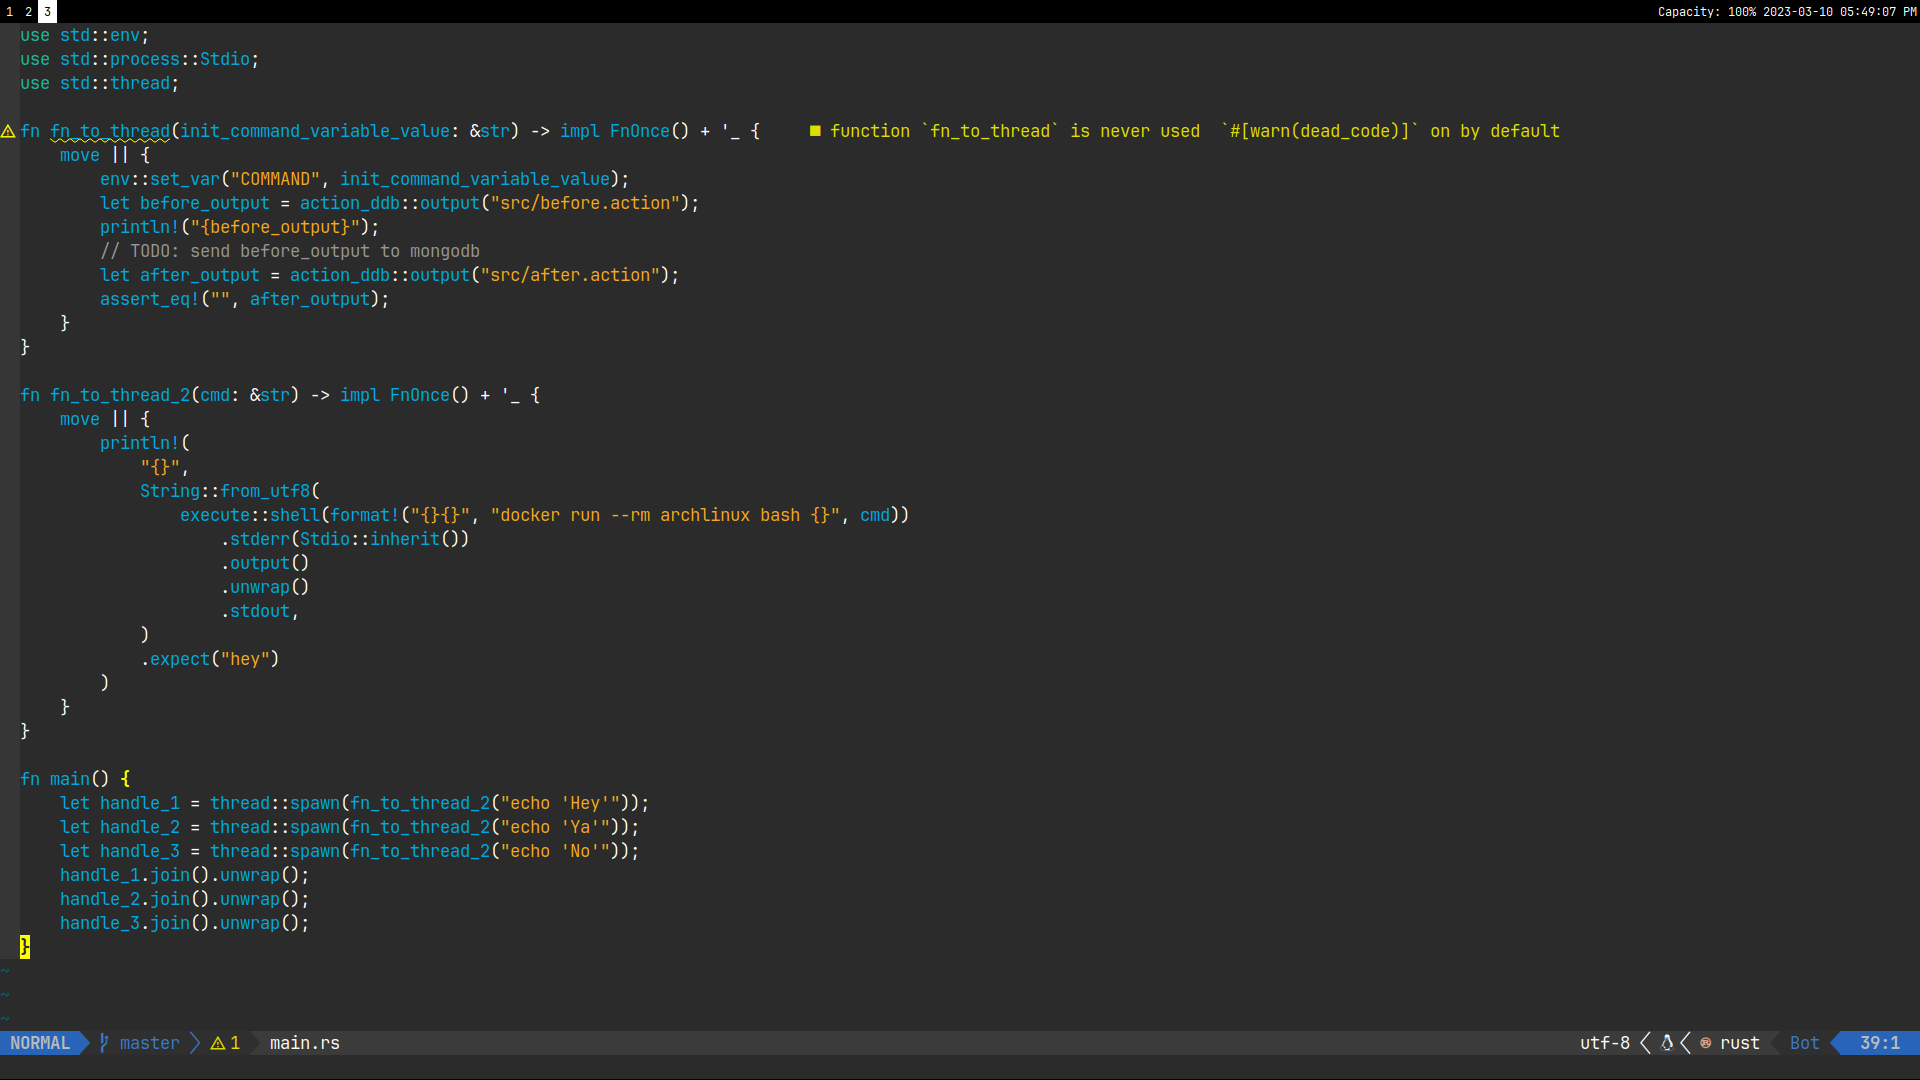 1 2 3 Capacity: 100% 2023-03-10 05:49:07 PM
use std::env;
use std::process::Stdio;
use std::thread;
fn fn_to_thread(init_command_variable_value: &str) -> impl FnOnce() + '_ { ■ function `fn_to_thread` is never used  `#[warn(dead_code)]` on by default
    move || {
        env::set_var("COMMAND", init_command_variable_value);
        let before_output = action_ddb::output("src/before.action");
        println!("{before_output}");
        // TODO: send before_output to mongodb
        let after_output = action_ddb::output("src/after.action");
        assert_eq!("", after_output);
    }
}
fn fn_to_thread_2(cmd: &str) -> impl FnOnce() + '_ {
    move || {
        println!(
            "{}",
            String::from_utf8(
                execute::shell(format!("{}{}", "docker run --rm archlinux bash {}", cmd))
                    .stderr(Stdio::inherit())
                    .output()
                    .unwrap()
                    .stdout,
            )
            .expect("hey")
        )
    }
}
fn main() {
    let handle_1 = thread::spawn(fn_to_thread_2("echo 'Hey'"));
    let handle_2 = thread::spawn(fn_to_thread_2("echo 'Ya'"));
    let handle_3 = thread::spawn(fn_to_thread_2("echo 'No'"));
    handle_1.join().unwrap();
    handle_2.join().unwrap();
    handle_3.join().unwrap();
}
~
~
~
NORMAL master 1 main.rs utf-8 rust Bot 39:1